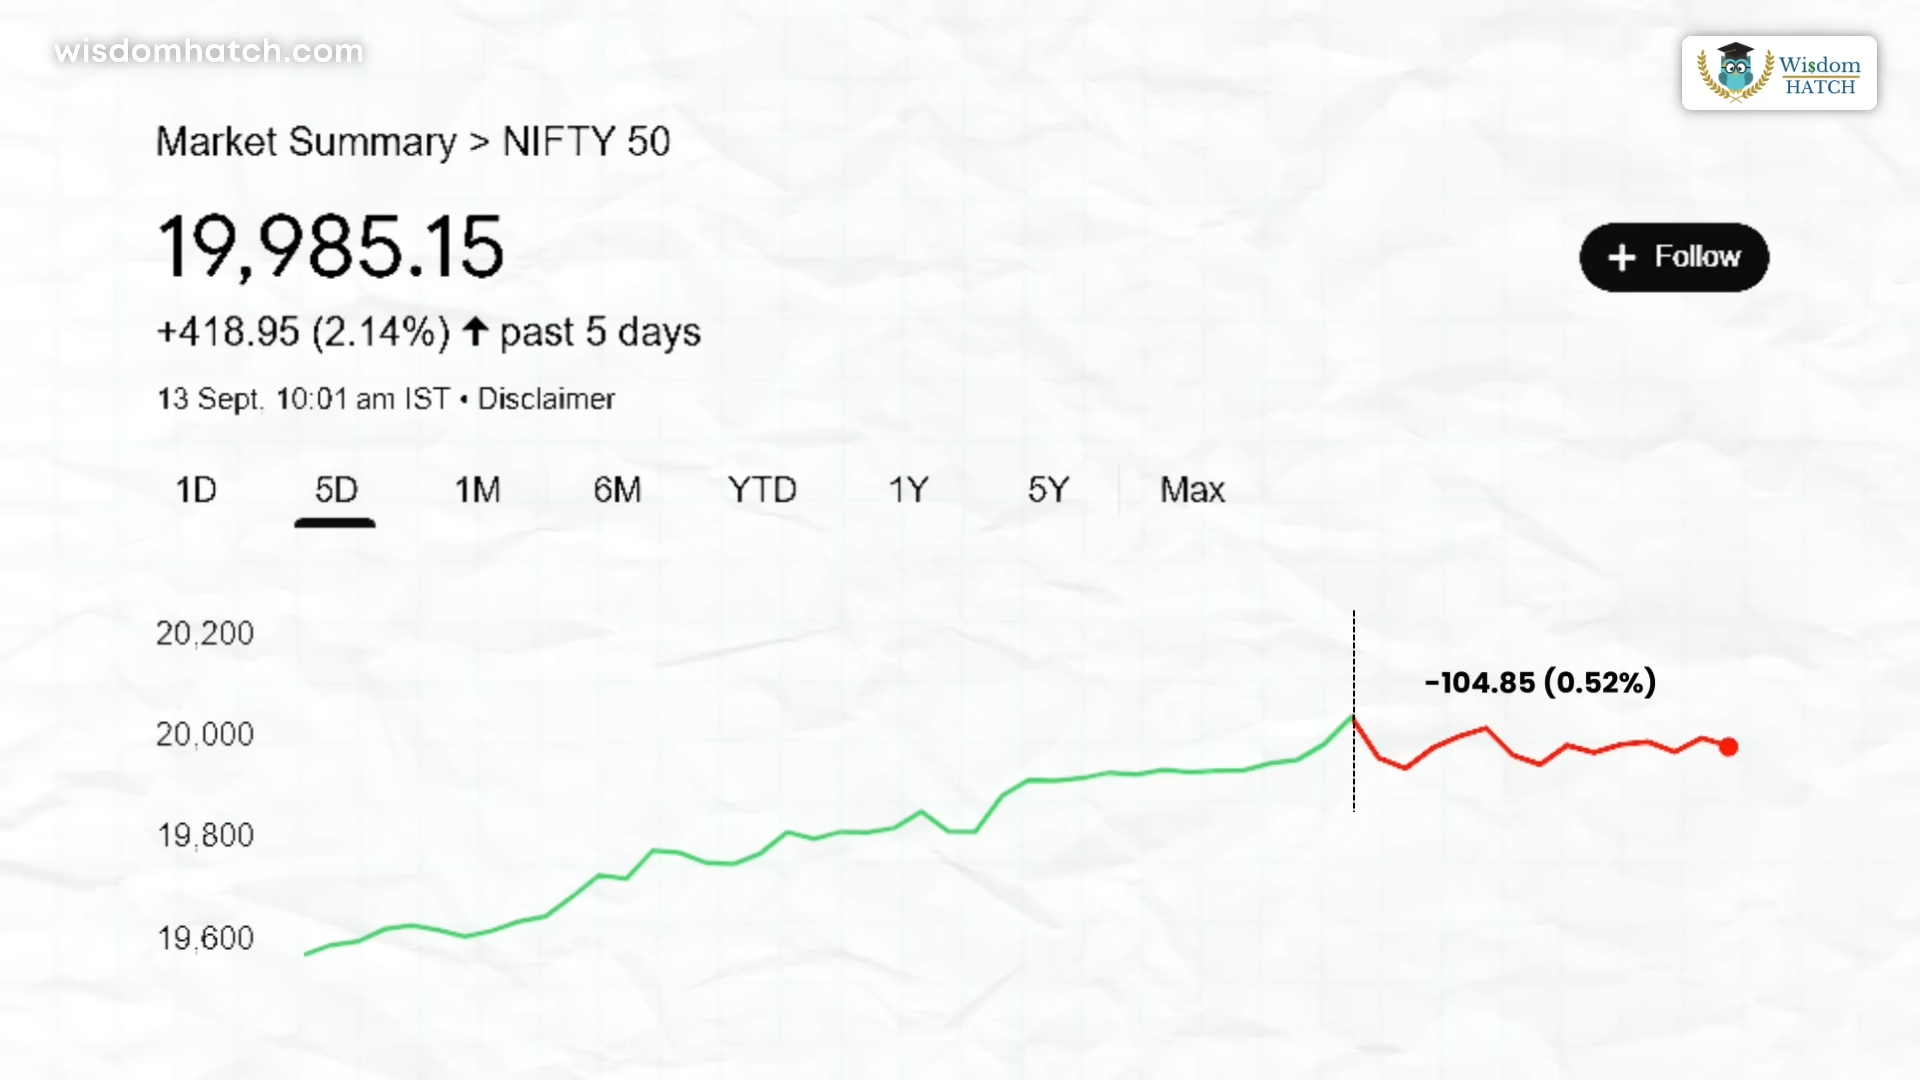 wisdomhatch.com
Wi$dom
HATCH
Market Summary > NIFTY 50
19,985.15
+ Follow
+418.95 (2.14%) ↑ past 5 days
13 Sept, 10:01 am IST • Disclaimer
1D 5D 1M 6M YTD 1Y 5Y Max
20,200
-104.85 (0.52%)
20,000
19,800
19,600